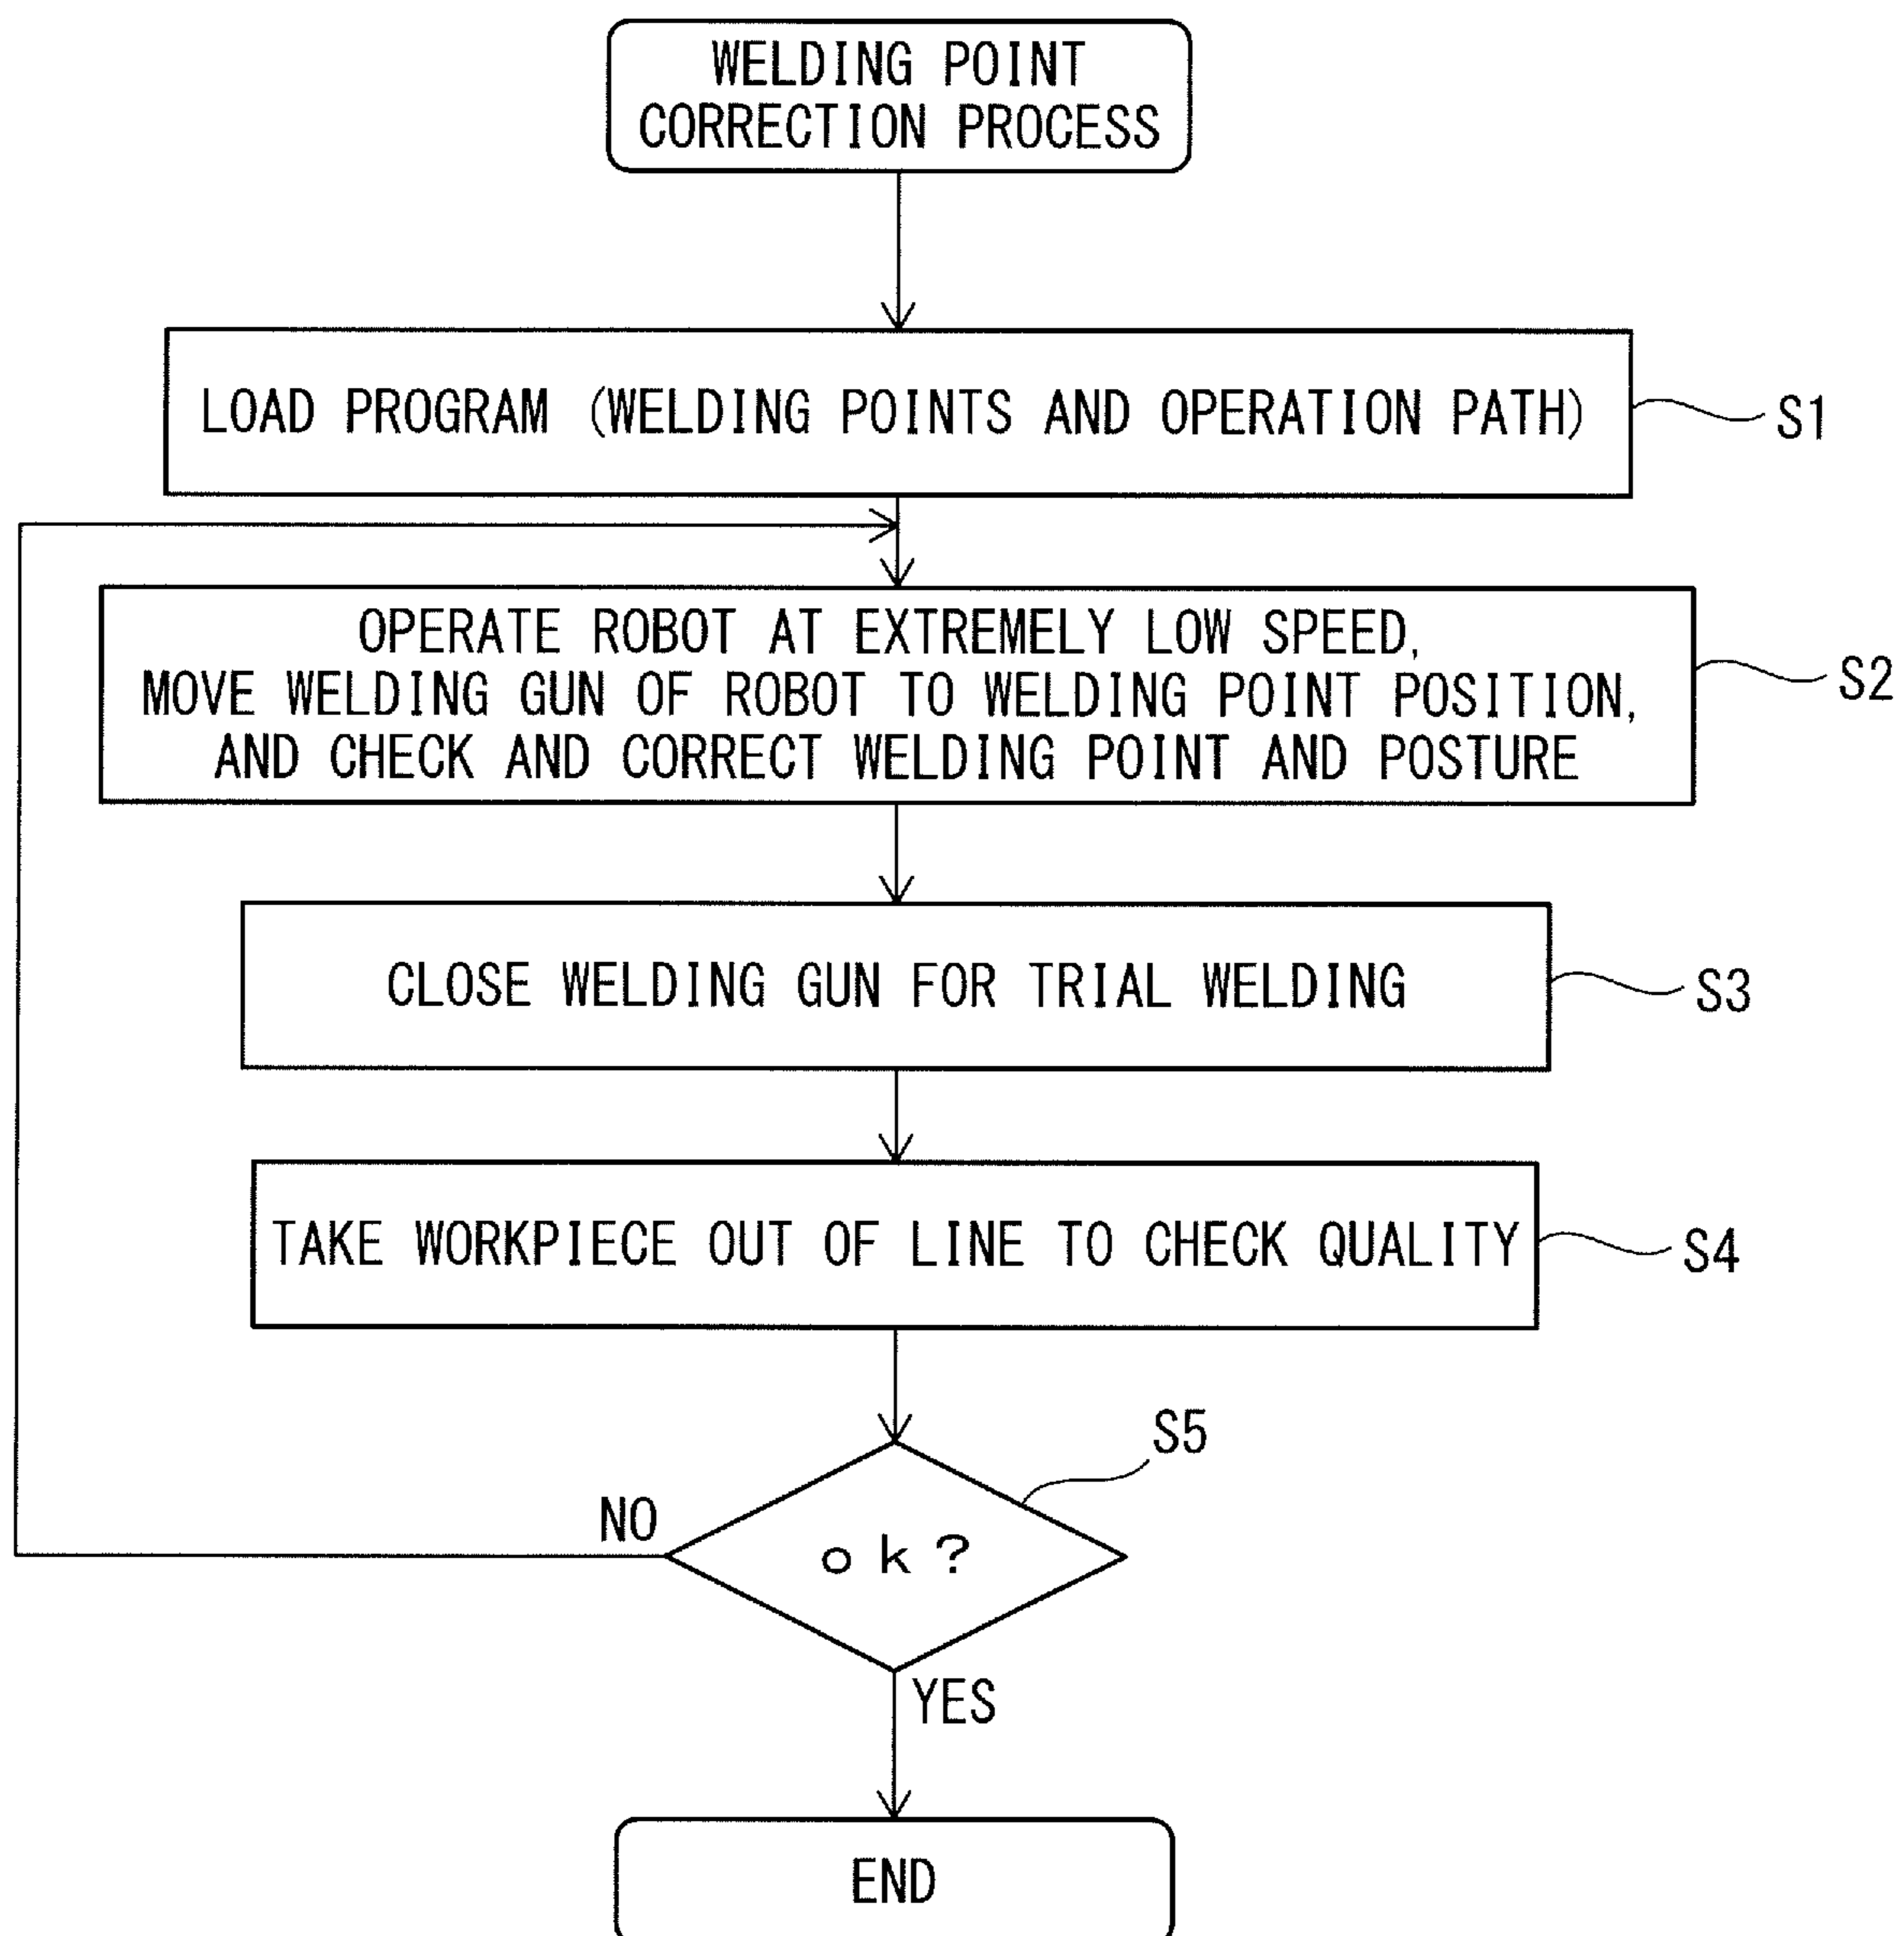 WELDING POINT
CORRECTION PROCESS
LOAD PROGRAM (WELDING POINTS AND OPERATION PATH)
S1
OPERATE ROBOT AT EXTREMELY LOW SPEED,
MOVE WELDING GUN OF ROBOT TO WELDING POINT POSITION,
AND CHECK AND CORRECT WELDING POINT AND POSTURE
S2
CLOSE WELDING GUN FOR TRIAL WELDING
S3
TAKE WORKPIECE OUT OF LINE TO CHECK QUALITY
S4
S5
NO
ok?
YES
END